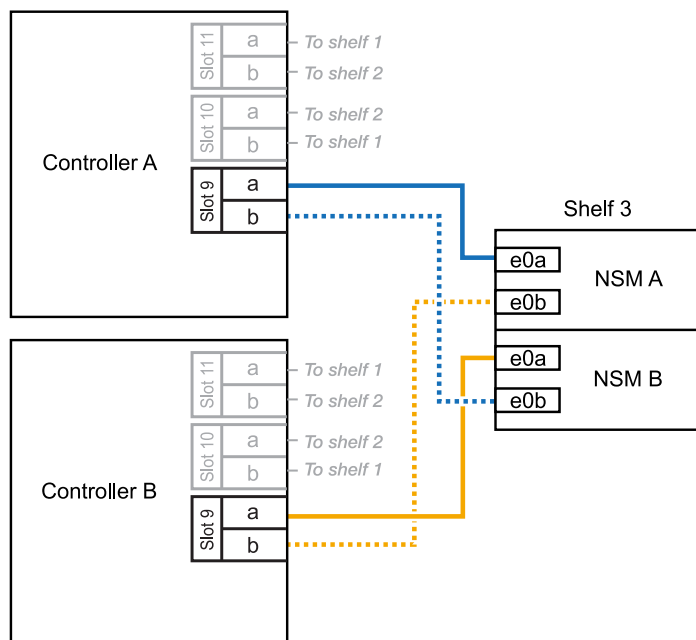 Controller A
Slot 11
a
To shelf 1
b
To shelf 2
Slot 10
a
To shelf 2
b
To shelf 1
Slot 9
a
b
Controller B
Slot 11
a
To shelf 1
b
To shelf 2
Slot 10
a
To shelf 2
b
To shelf 1
Slot 9
a
b
Shelf 3
e0a
NSM A
e0b
e0a
NSM B
e0b